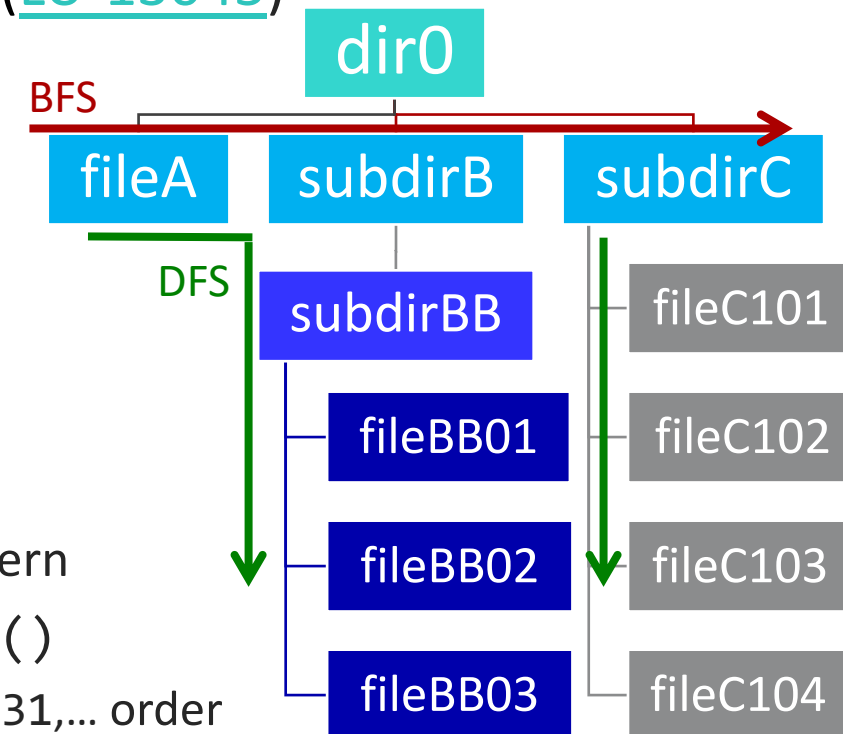 dir0
BFS
fileA subdirB subdirC
DFS
subdirBB fileC101
fileBB01 fileC102
ern fileBB02 fileC103
()
31,... order fileBB03 fileC104